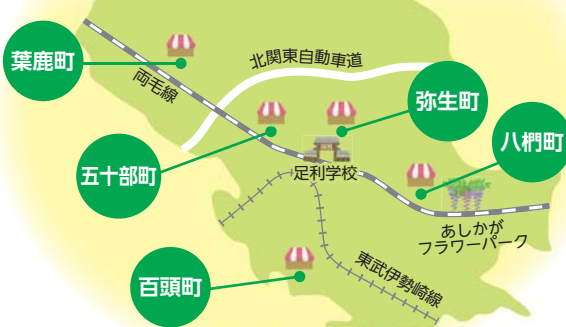 葉鹿町
両毛線
北関東自動車道
弥生町
八椚町
五十部町
足利学校
あしかが
フラワーパーク
百頭町
東武伊勢崎線